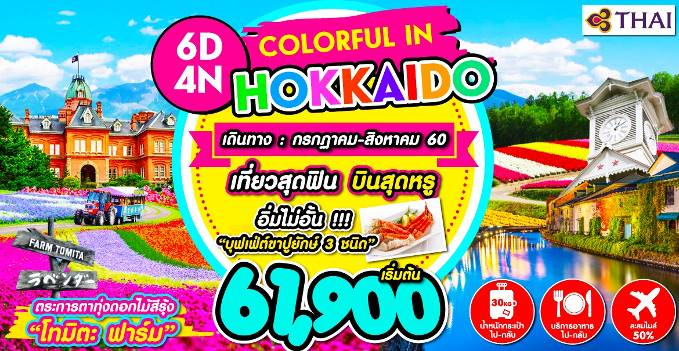 6D
4N
COLORFUL IN
HOKKAIDO
THAI
เดินทาง : กรกฎาคม-สิงหาคม 60
เที่ยวสุดฟิน บินสุดหรู
อิ่มไม่อั้น !!!
“บุฟเฟ่ต์ขาปูยักษ์ 3 ชนิด”
เริ่มต้น
61,900
FARM TOMITA
ラベンダー
ตระการตาทุ่งดอกไม้สีรุ้ง
“โทมิตะ ฟาร์ม”
30KG
น้ำหนักกระเป๋า
ไป-กลับ
บริการอาหาร
ไป-กลับ
สะสมไมล์
50%